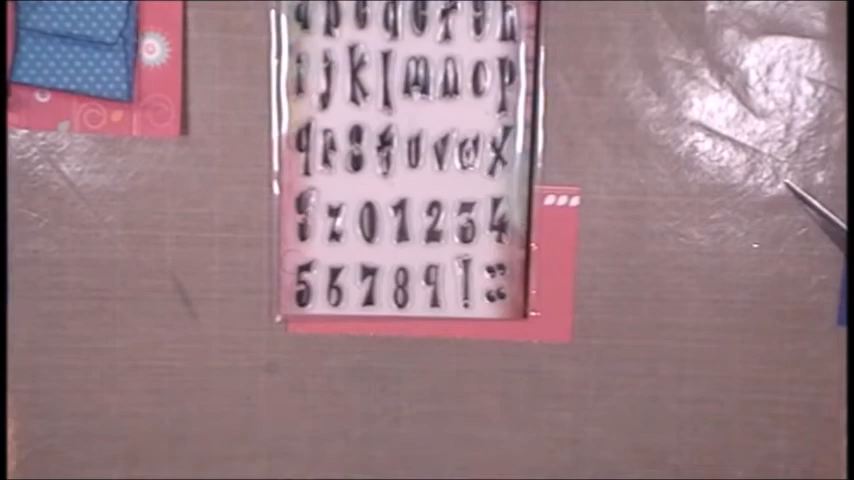 a b c d e f g h
i j k l m n o p
q r s t u v w x
y z 0 1 2 3 4
5 6 7 8 9 ! "